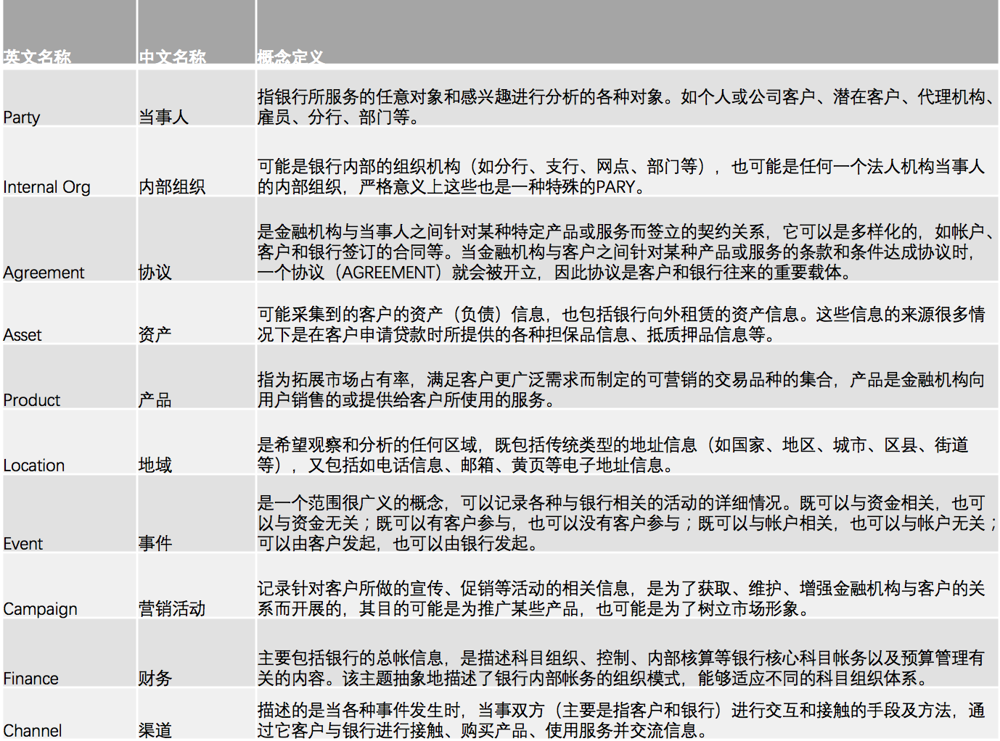 英文名称 中文名称 概念定义
指银行所服务的任意对象和感兴趣进行分析的各种对象。如个人或公司客户、潜在客户、代理机构、
Party 当事人 雇员、分行、部门等。
可能是银行内部的组织机构（如分行、支行、网点、部门等），也可能是任何一个法人机构当事人
Internal Org 内部组织 的内部组织，严格意义上这些也是一种特殊的PARY。
是金融机构与当事人之间针对某种特定产品或服务而签立的契约关系，它可以是多样化的，如帐户、
客户和银行签订的合同等。当金融机构与客户之间针对某种产品或服务的条款和条件达成协议时，
Agreement 协议 一个协议（AGREEMENT）就会被开立，因此协议是客户和银行往来的重要载体。
可能采集到的客户的资产（负债）信息，也包括银行向外租赁的资产信息。这些信息的来源很多情
Asset 资产 况下是在客户申请贷款时所提供的各种担保品信息、抵质押品信息等。
指为拓展市场占有率，满足客户更广泛需求而制定的可营销的交易品种的集合，产品是金融机构向
Product 产品 用户销售的或提供给客户所使用的服务。
是希望观察和分析的任何区域，既包括传统类型的地址信息（如国家、地区、城市、区县、街道
Location 地域 等），又包括如电话信息、邮箱、黄页等电子地址信息。
是一个范围很广义的概念，可以记录各种与银行相关的活动的详细情况。既可以与资金相关，也可
以与资金无关；既可以有客户参与，也可以没有客户参与；既可以与帐户相关，也可以与帐户无关；
Event 事件 可以由客户发起，也可以由银行发起。
记录针对客户所做的宣传、促销等活动的相关信息，是为了获取、维护、增强金融机构与客户的关
Campaign 营销活动 系而开展的，其目的可能是为推广某些产品，也可能是为了树立市场形象。
主要包括银行的总帐信息，是描述科目组织、控制、内部核算等银行核心科目帐务以及预算管理有
Finance 财务 关的内容。该主题抽象地描述了银行内部帐务的组织模式，能够适应不同的科目组织体系。
描述的是当各种事件发生时，当事双方（主要是指客户和银行）进行交互和接触的手段及方法，通
Channel 渠道 过它客户与银行进行接触、购买产品、使用服务并交流信息。